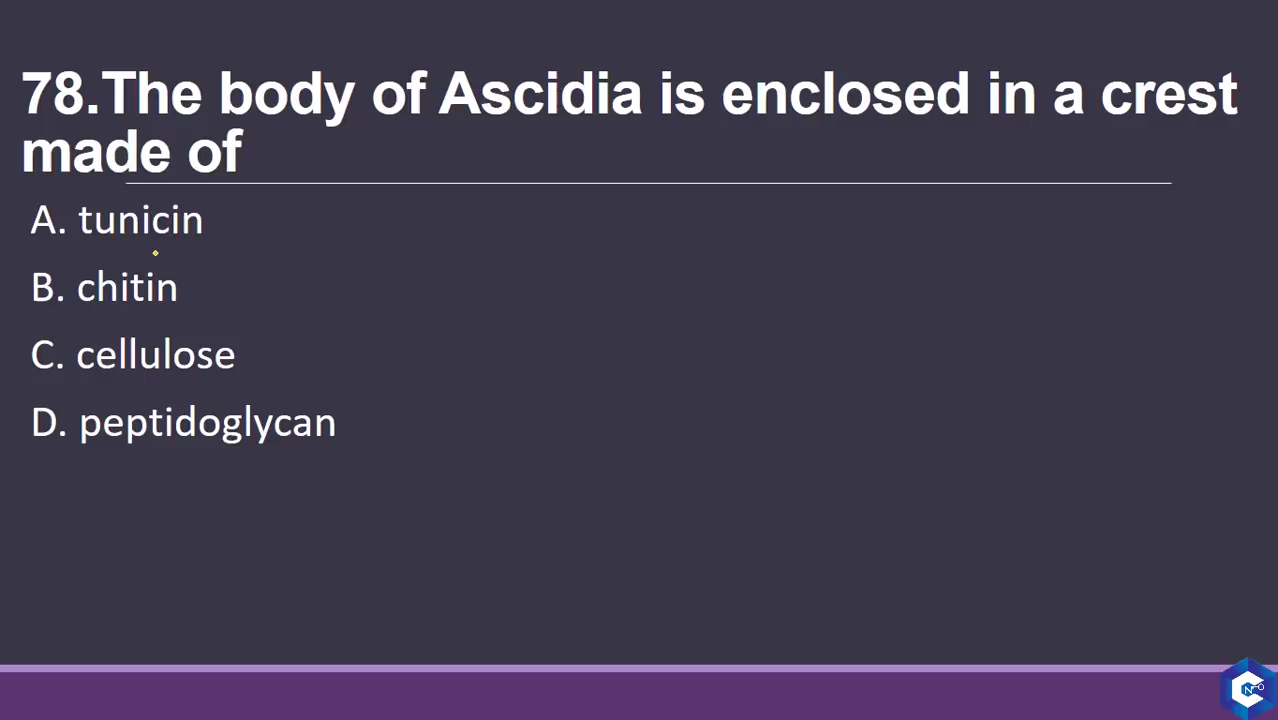 78.The body of Ascidia is enclosed in a crest
made of
A. tunicin
B. chitin
C. cellulose
D. peptidoglycan